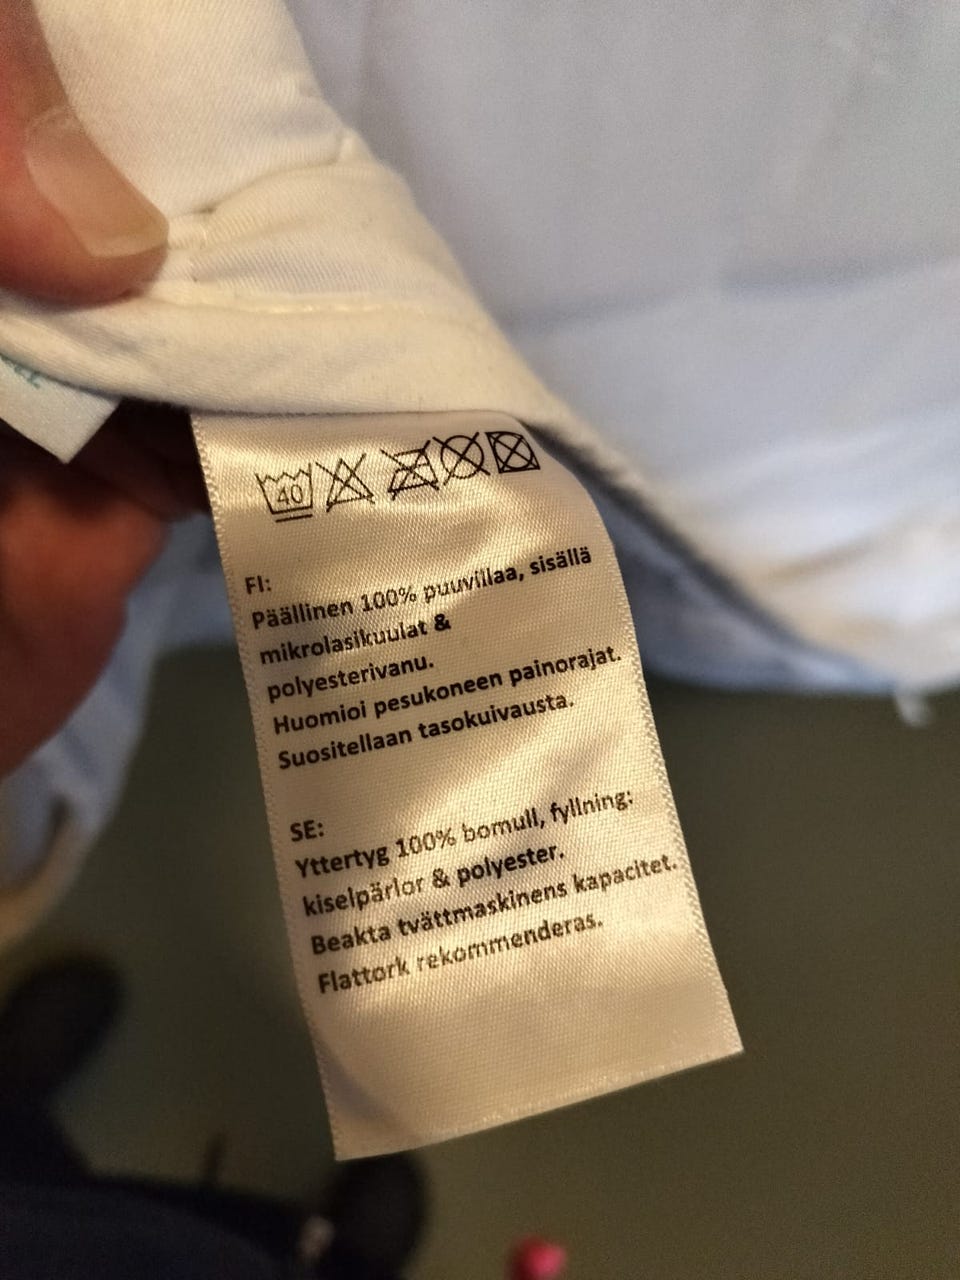 40
FI:
Päällinen 100% puuvillaa, sisällä
mikrolasikuulat &
polyesterivanu.
Huomioi pesukoneen painorajat.
Suositellaan tasokuivausta.
SE:
Yttertyg 100% bomull, fyllning:
kiselpärlor & polyester.
Beakta tvättmaskinens kapacitet.
Flattork rekommenderas.